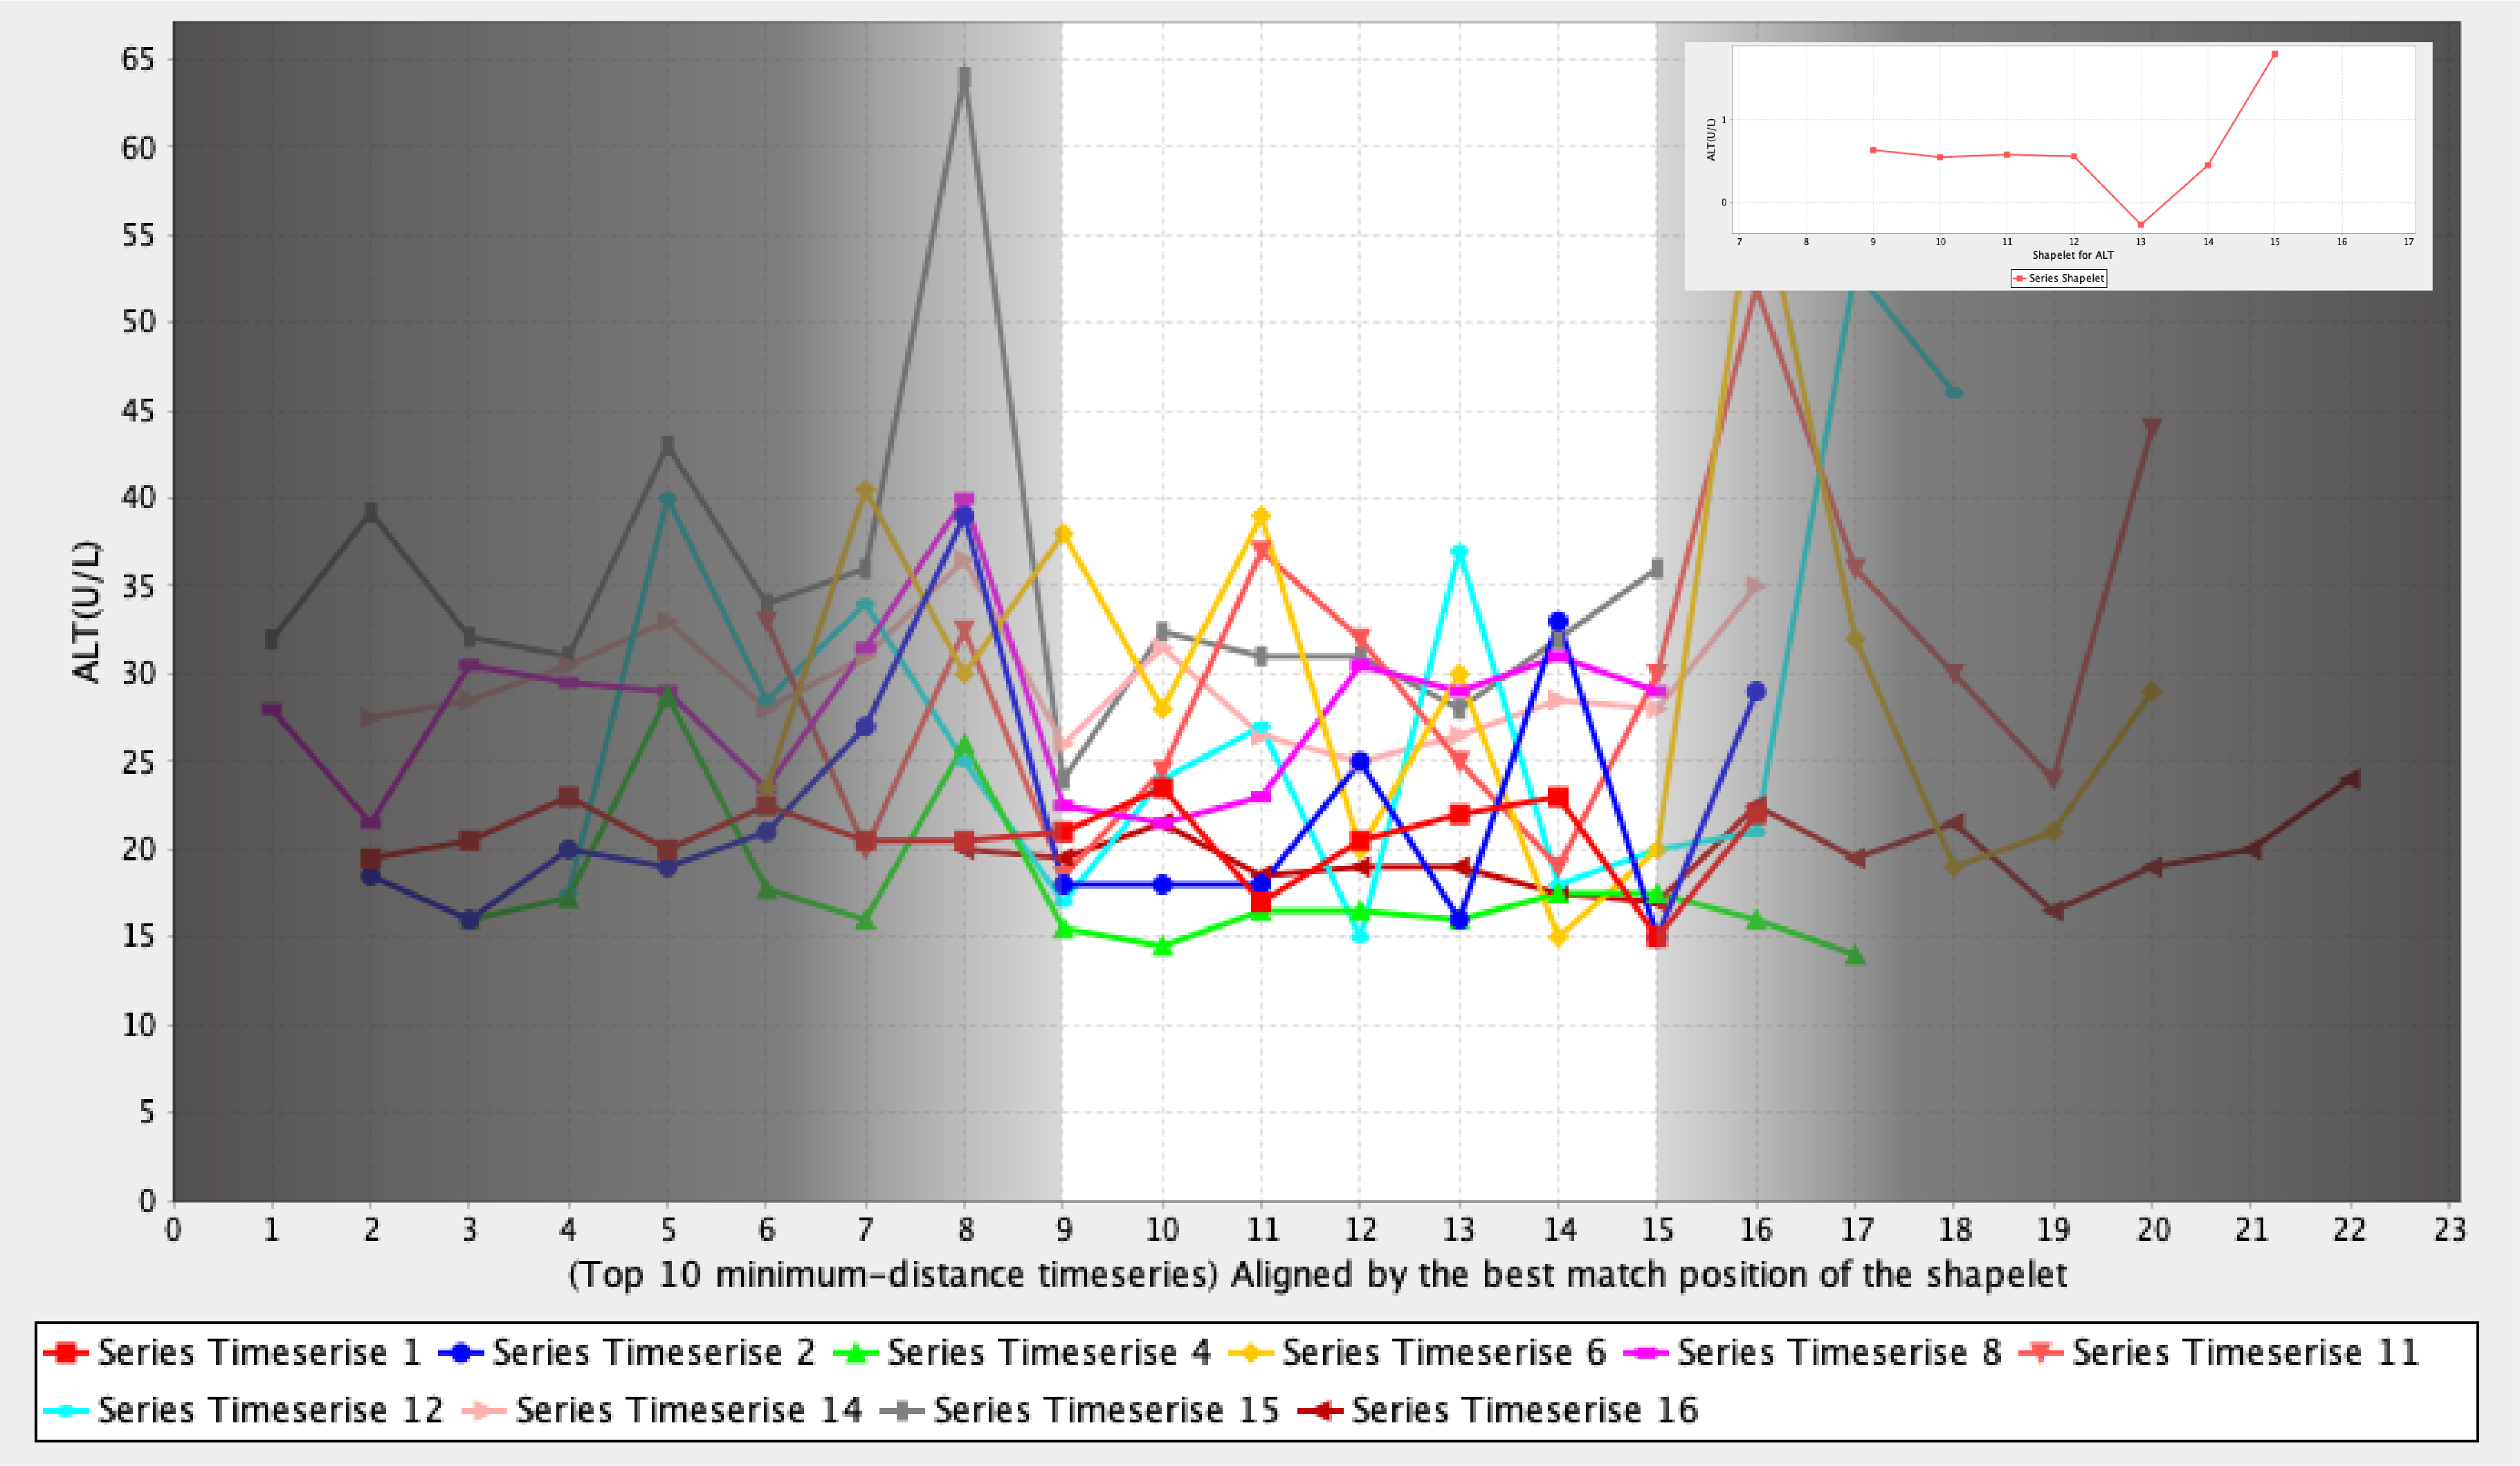 65
60
55
50
45
40
35
30
25
20
15
10
5
0
ALT(U/L)
1
0
ALT(U/L)
7 8 9 10 11 12 13 14 15 16 17
Shapelet for ALT
Series Shapelet
0 1 2 3 4 5 6 7 8 9 10 11 12 13 14 15 16 17 18 19 20 21 22 23
(Top 10 minimum-distance timeseries) Aligned by the best match position of the shapelet
Series Timeserise 1 Series Timeserise 2 Series Timeserise 4 Series Timeserise 6 Series Timeserise 8 Series Timeserise 11
Series Timeserise 12 Series Timeserise 14 Series Timeserise 15 Series Timeserise 16